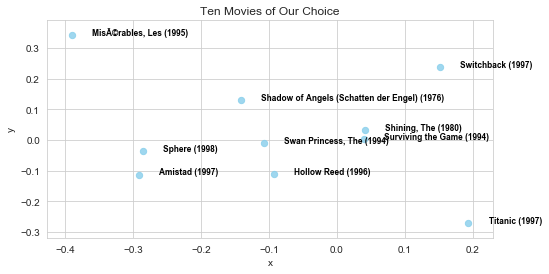 Ten Movies of Our Choice
MisÃ©rables, Les (1995)
Switchback (1997)
Shadow of Angels (Schatten der Engel) (1976)
Shining, The (1980)
Surviving the Game (1994)
Swan Princess, The (1994)
Sphere (1998)
Amistad (1997)
Hollow Reed (1996)
Titanic (1997)
y
0.3
0.2
0.1
0.0
−0.1
−0.2
−0.3
−0.4
−0.3
−0.2
−0.1
0.0
0.1
0.2
x